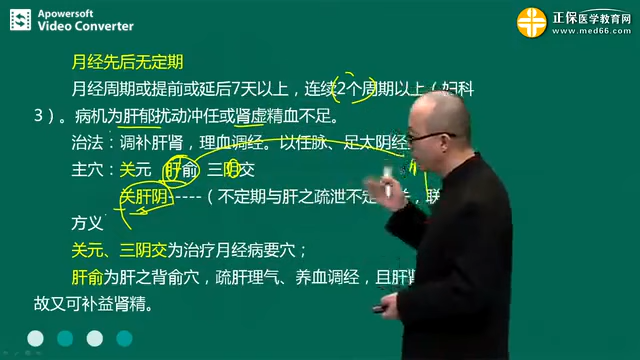 Apowersoft
Video Converter
正保医学教育网
www.med66.com
月经先后无定期
月经周期或提前或延后7天以上，连续2个周期以上（妇科
3）。病机为肝郁扰动冲任或肾虚精血不足。
治法：调补肝肾，理血调经。以任脉、足太阴经
主穴：关元 肝俞 三阴交
关肝阴-----（不定期与肝之疏泄不足
，联
方义
关元、三阴交为治疗月经病要穴；
肝俞为肝之背俞穴，疏肝理气、养血调经，且肝肾
故又可补益肾精。